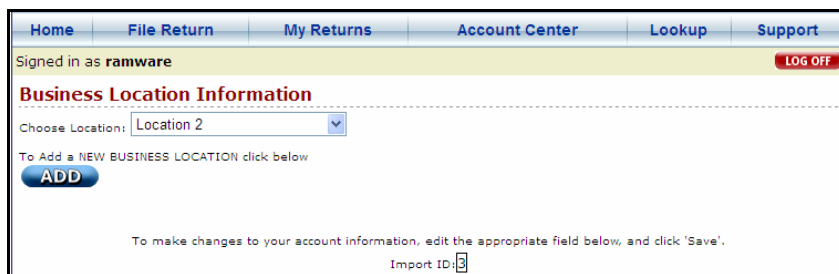 Home File Return My Returns Account Center Lookup Support
Signed in as ramware LOG OFF
Business Location Information
Choose Location: Location 2
To Add a NEW BUSINESS LOCATION click below
ADD
To make changes to your account information, edit the appropriate field below, and click 'Save'.
Import ID: 3